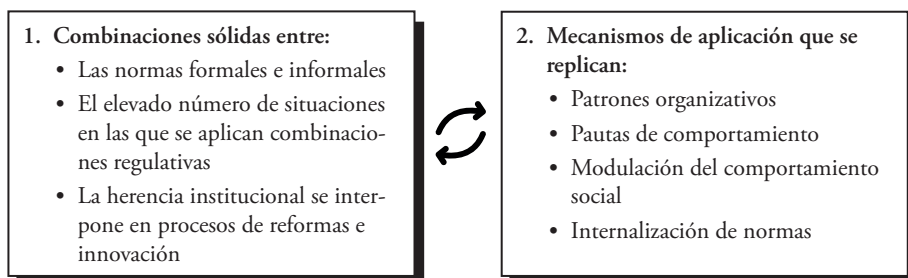 1. Combinaciones sólidas entre:
• Las normas formales e informales
• El elevado número de situaciones
en las que se aplican combinacio-
nes regulativas
• La herencia institucional se inter-
pone en procesos de reformas e
innovación
2. Mecanismos de aplicación que se
replican:
• Patrones organizativos
• Pautas de comportamiento
• Modulación del comportamiento
social
• Internalización de normas